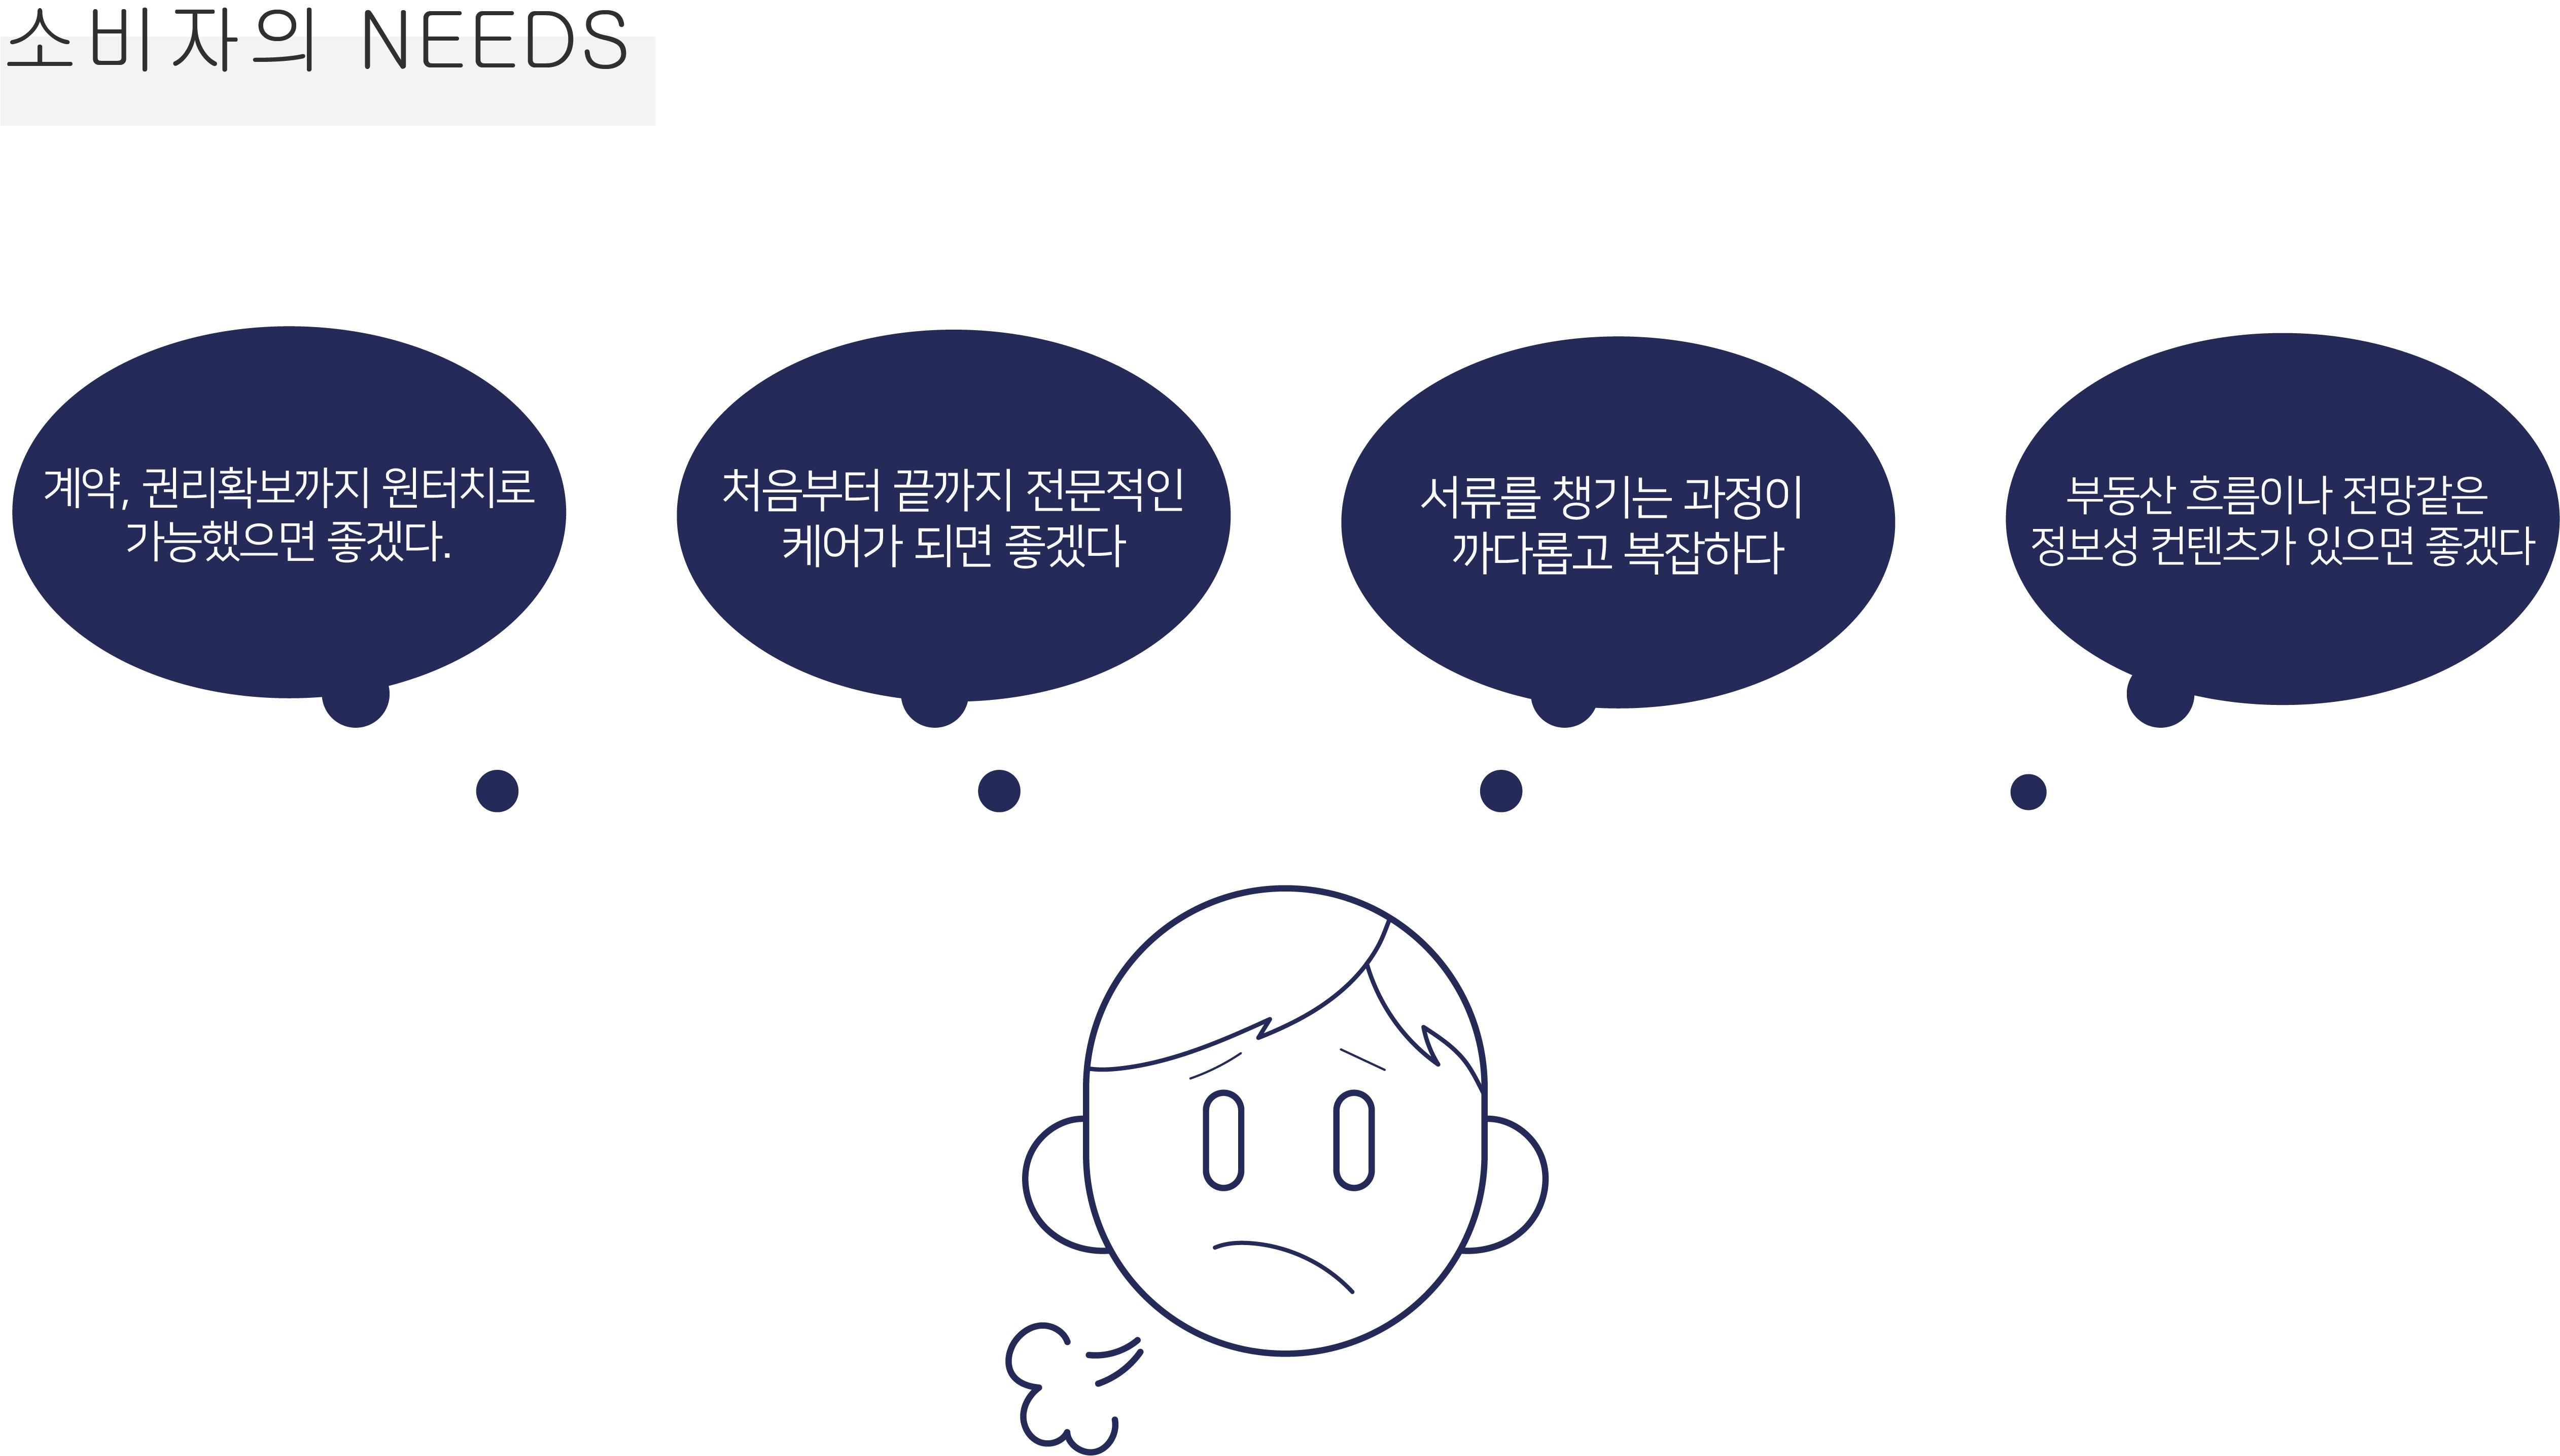 소비자의 NEEDS
계약, 권리확보까지 원터치로
가능했으면 좋겠다.
처음부터 끝까지 전문적인
케어가 되면 좋겠다
서류를 챙기는 과정이
까다롭고 복잡하다
부동산 흐름이나 전망같은
정보성 컨텐츠가 있으면 좋겠다